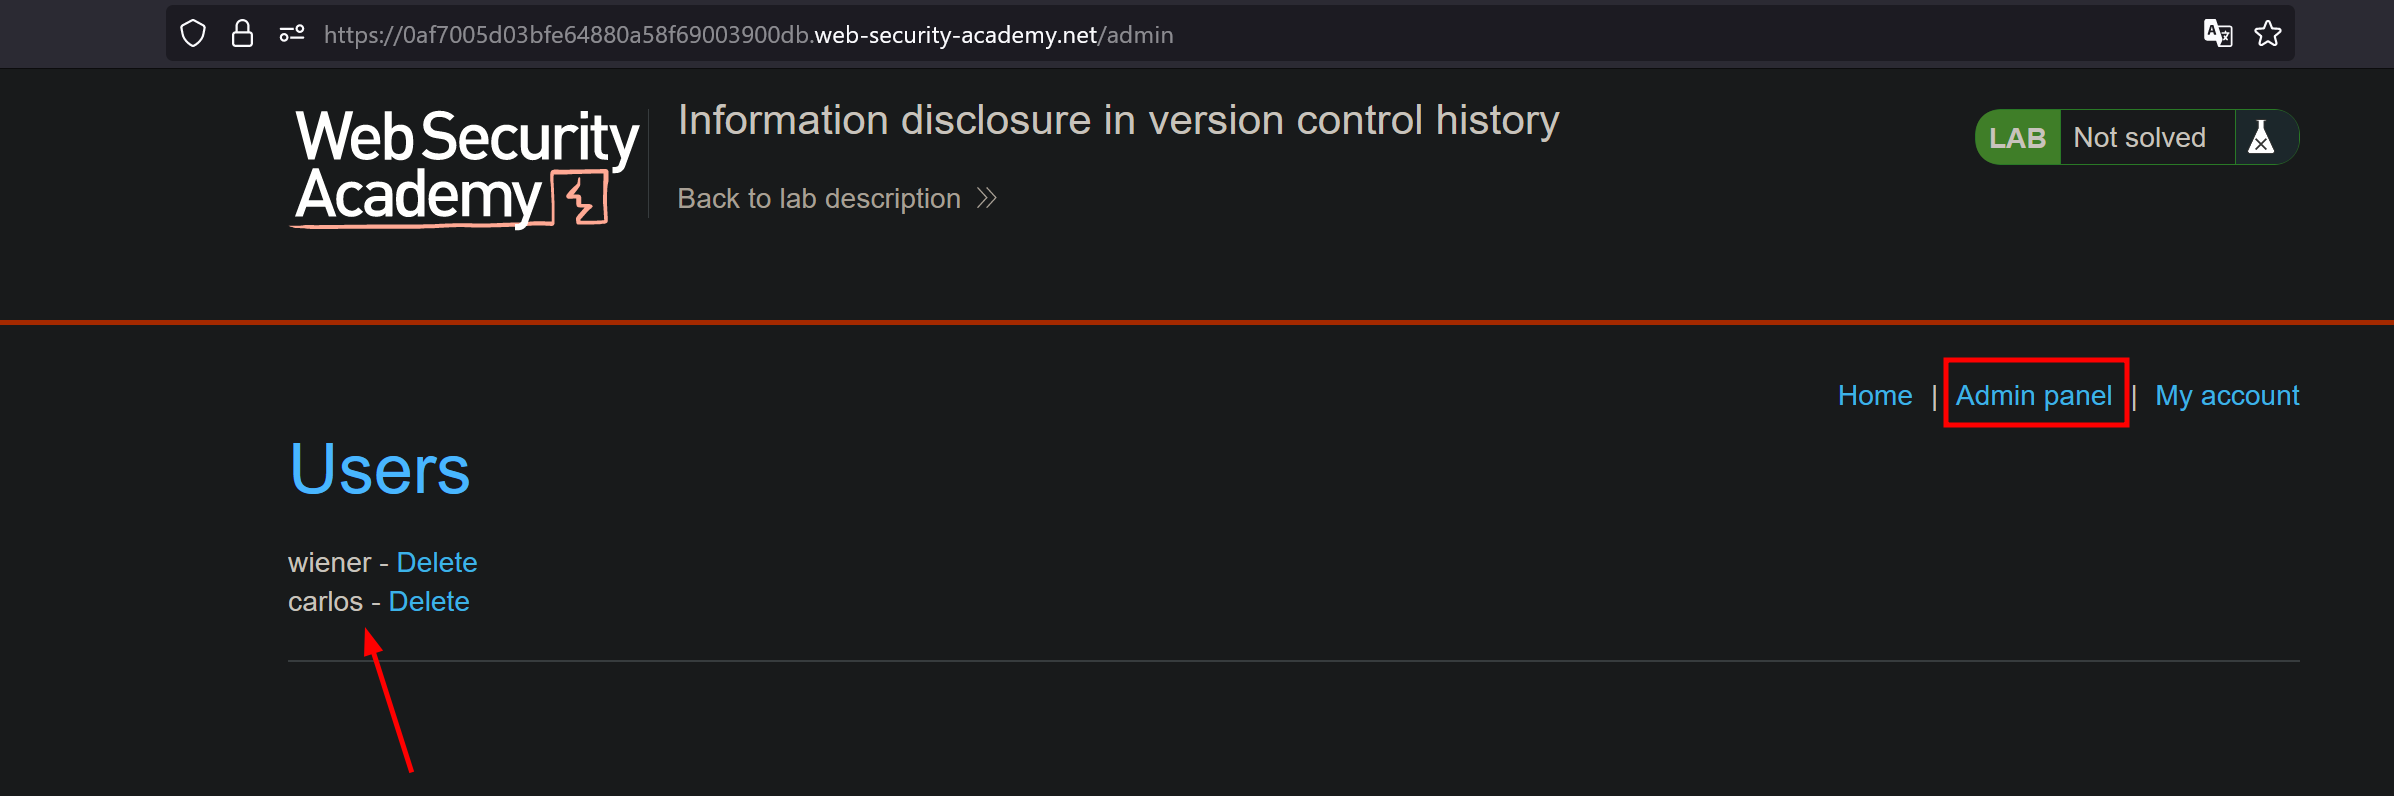 https://0af7005d03bfe64880a58f69003900db.web-security-academy.net/admin
Web Security
Academy
Information disclosure in version control history
Back to lab description
LAB Not solved
Home | Admin panel | My account
Users
wiener - Delete
carlos - Delete